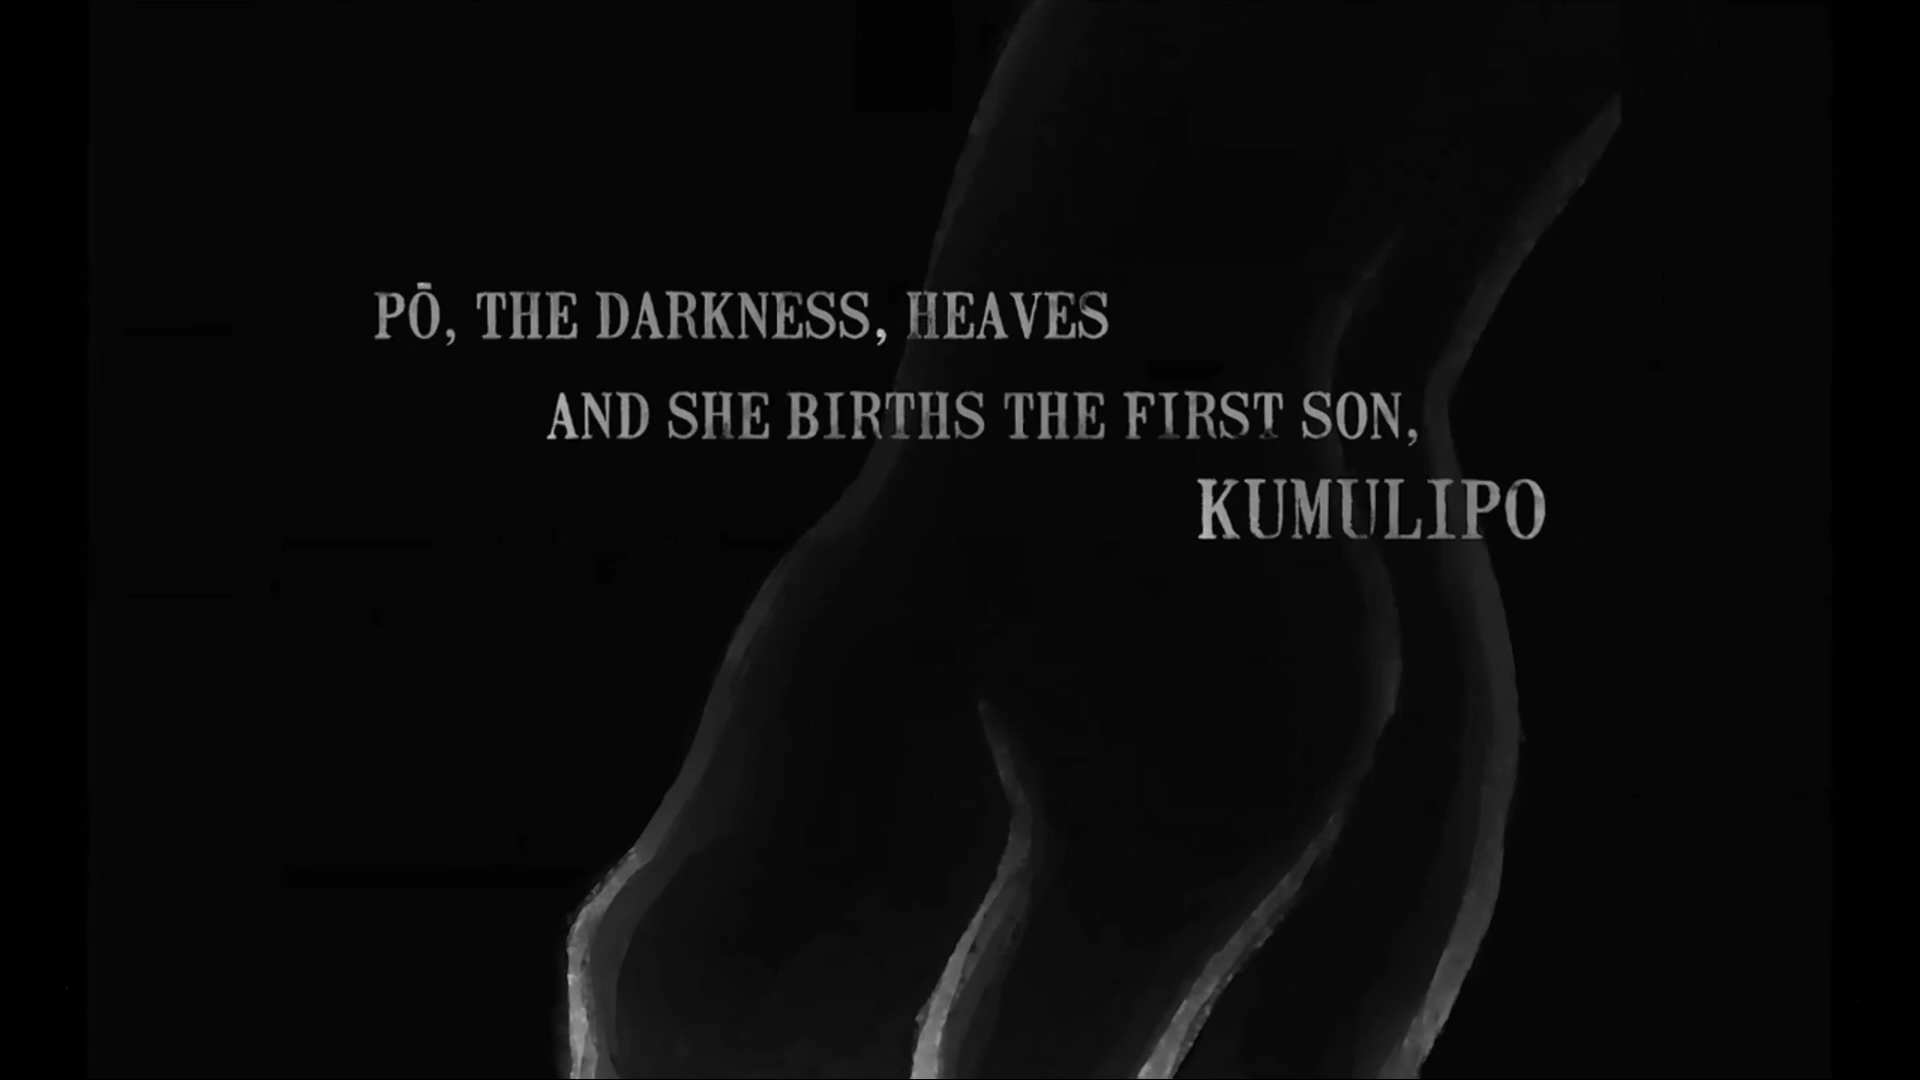 PŌ, THE DARKNESS, HEAVES
AND SHE BIRTHS THE FIRST SON,
KUMULIPO